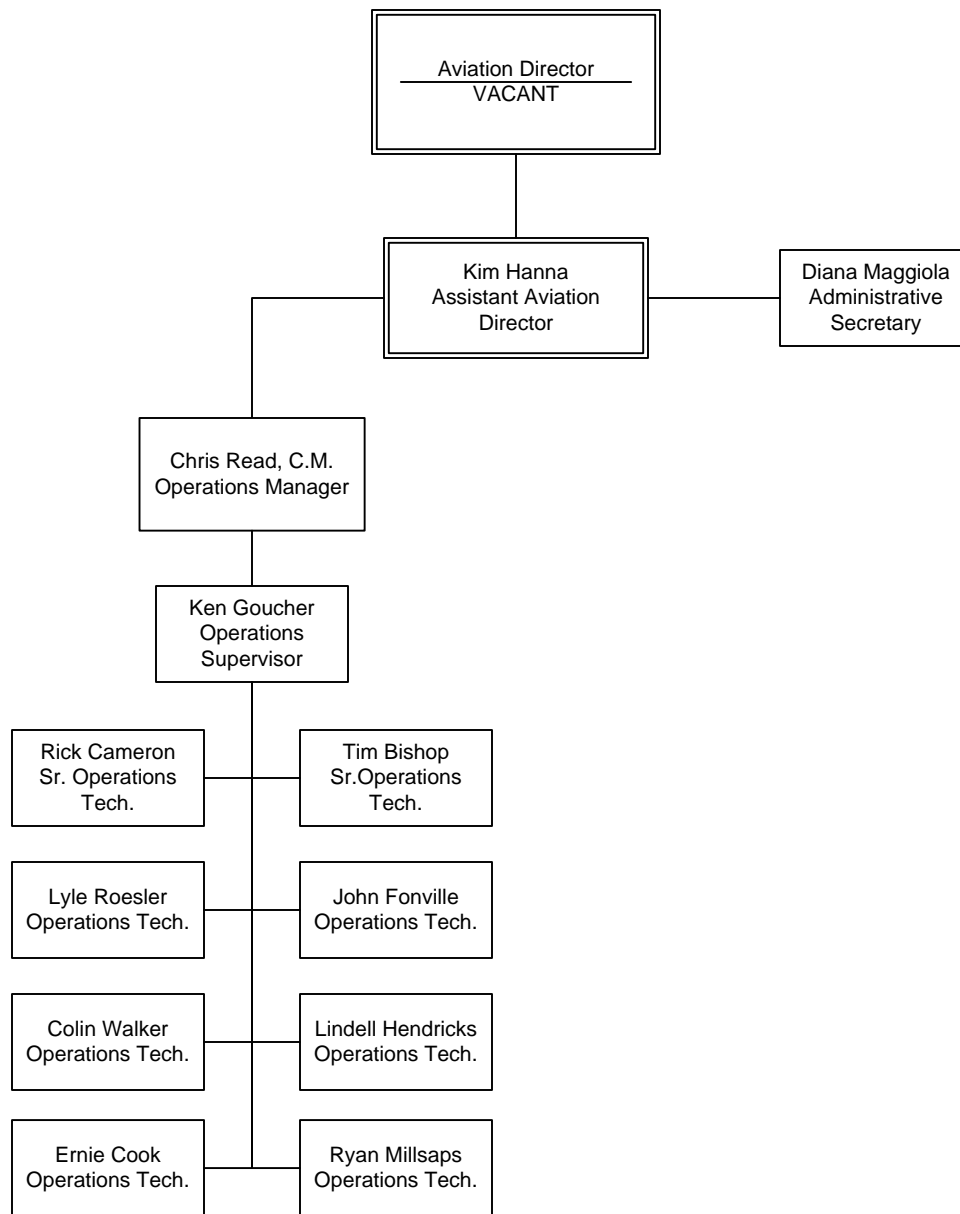 Aviation Director
VACANT
Kim Hanna
Assistant Aviation
Director
Diana Maggiola
Administrative
Secretary
Chris Read, C.M.
Operations Manager
Ken Goucher
Operations
Supervisor
Rick Cameron
Sr. Operations
Tech.
Tim Bishop
Sr.Operations
Tech.
Lyle Roesler
Operations Tech.
John Fonville
Operations Tech.
Colin Walker
Operations Tech.
Lindell Hendricks
Operations Tech.
Ernie Cook
Operations Tech.
Ryan Millsaps
Operations Tech.